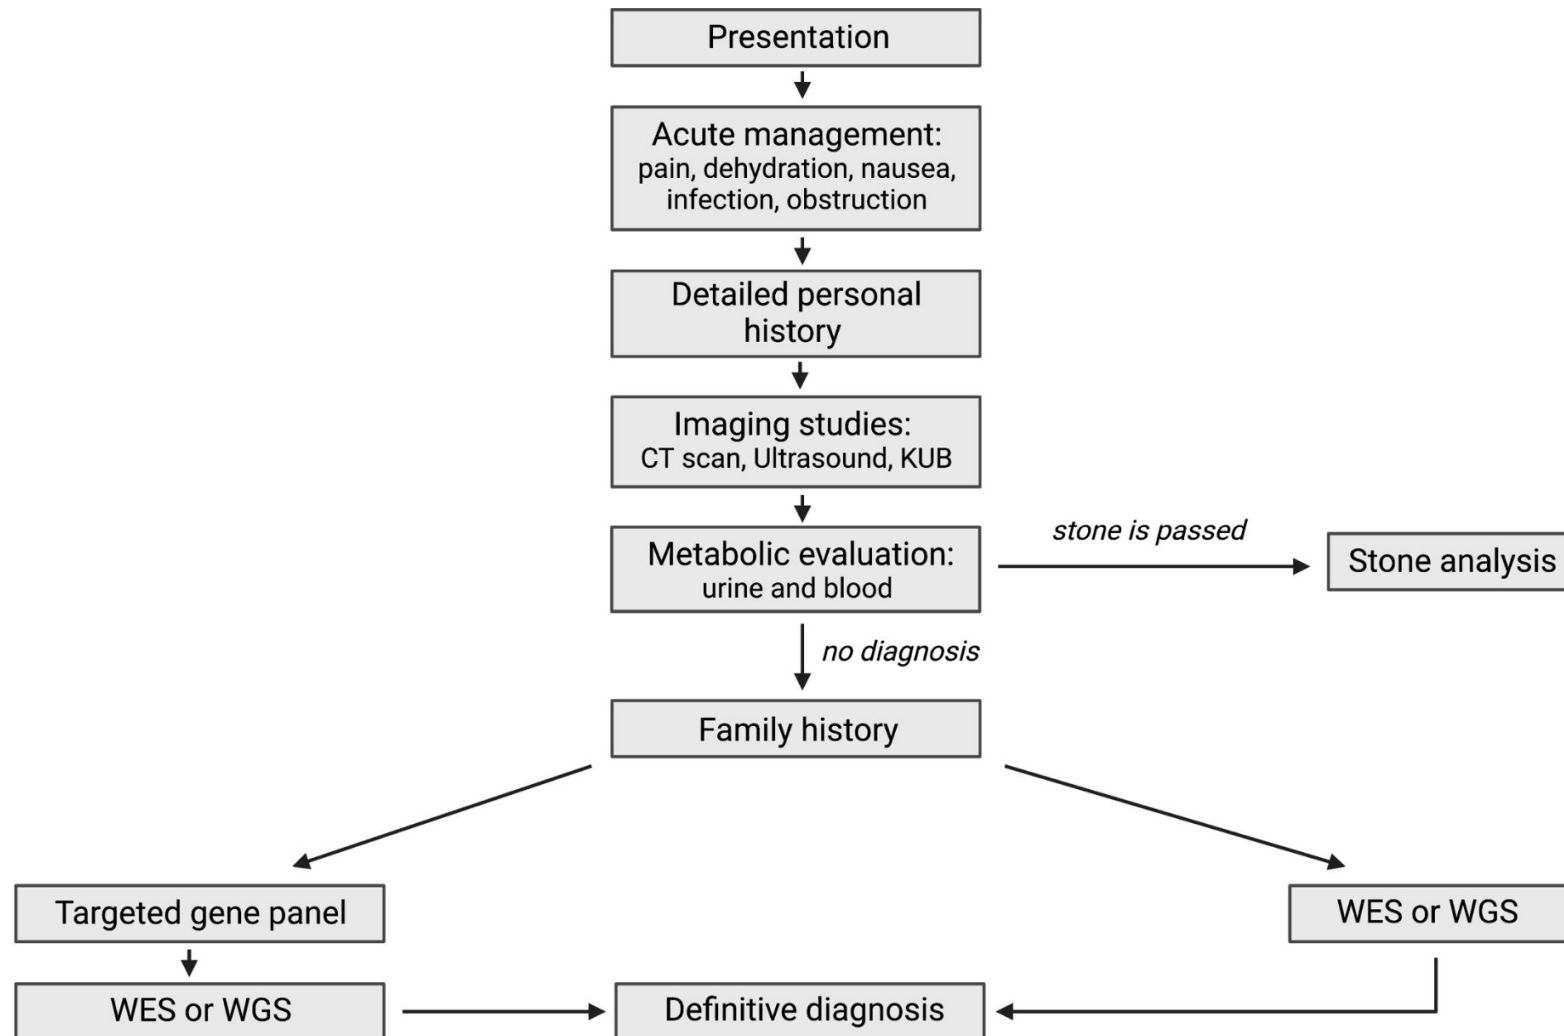 Presentation
Acute management:
pain, dehydration, nausea,
infection, obstruction
Detailed personal
history
Imaging studies:
CT scan, Ultrasound, KUB
Metabolic evaluation:
urine and blood
stone is passed
Stone analysis
no diagnosis
Family history
Targeted gene panel
WES or WGS
WES or WGS
Definitive diagnosis